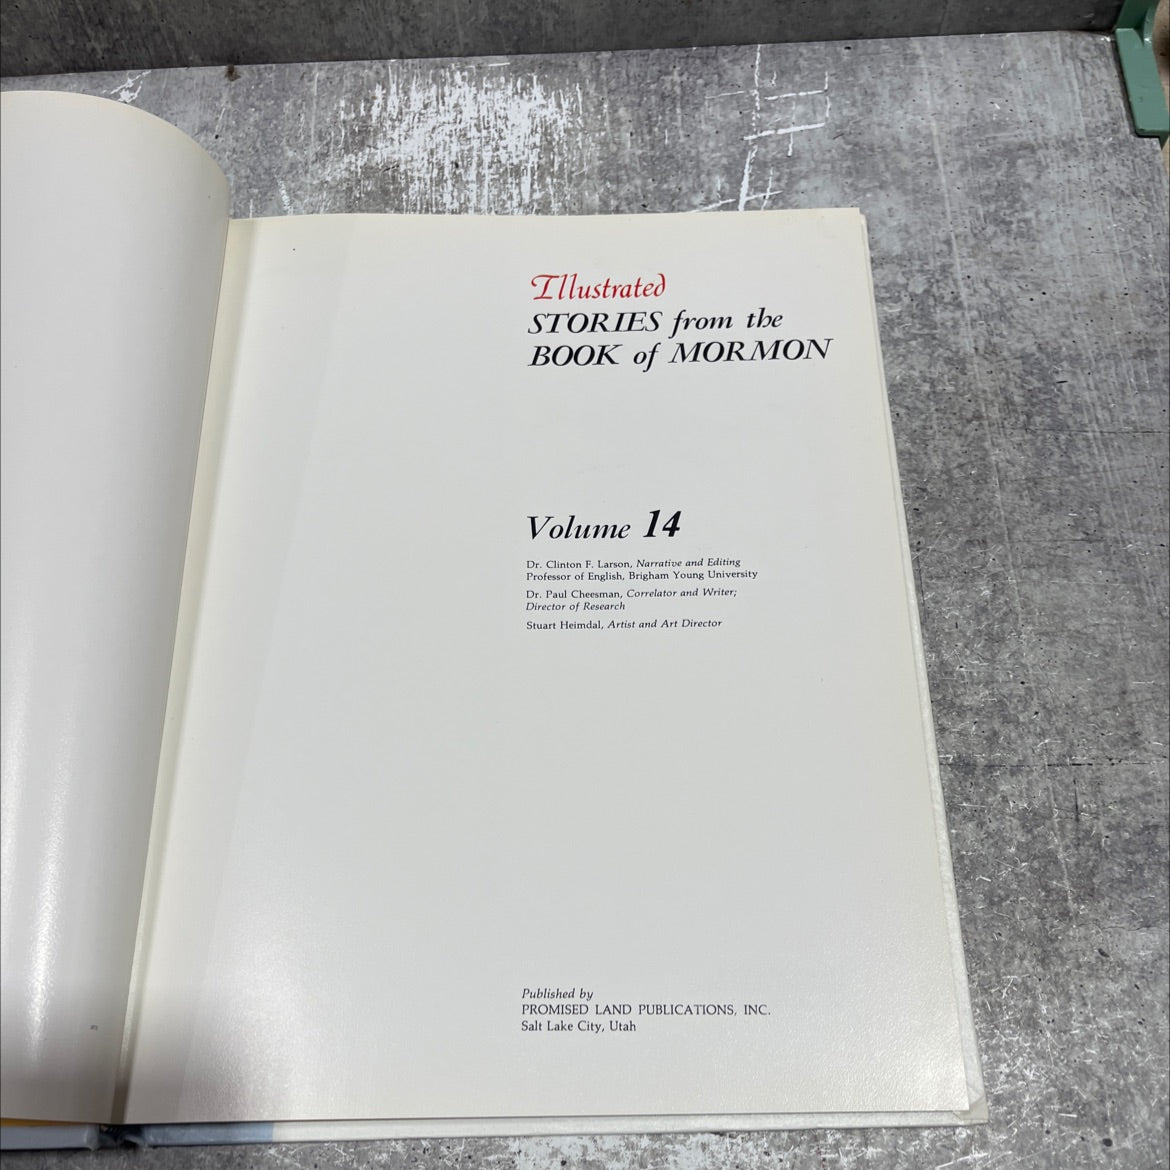 Illustrated
STORIES from the
BOOK of MORMON
Volume 14
Dr. Clinton F. Larson, Narrative and Editing
Professor of English, Brigham Young University
Dr. Paul Cheesman, Correlator and Writer;
Director of Research
Stuart Heimdal, Artist and Art Director
Published by
PROMISED LAND PUBLICATIONS, INC.
Salt Lake City, Utah